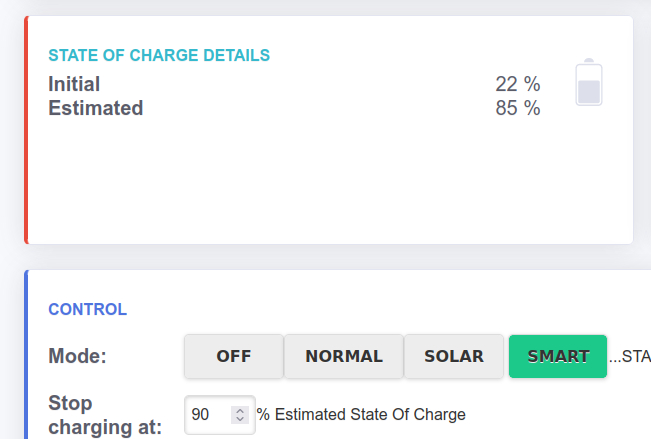 STATE OF CHARGE DETAILS
Initial 22 %
Estimated 85 %
CONTROL
Mode: OFF NORMAL SOLAR SMART ...STA
Stop charging at: 90 % Estimated State Of Charge